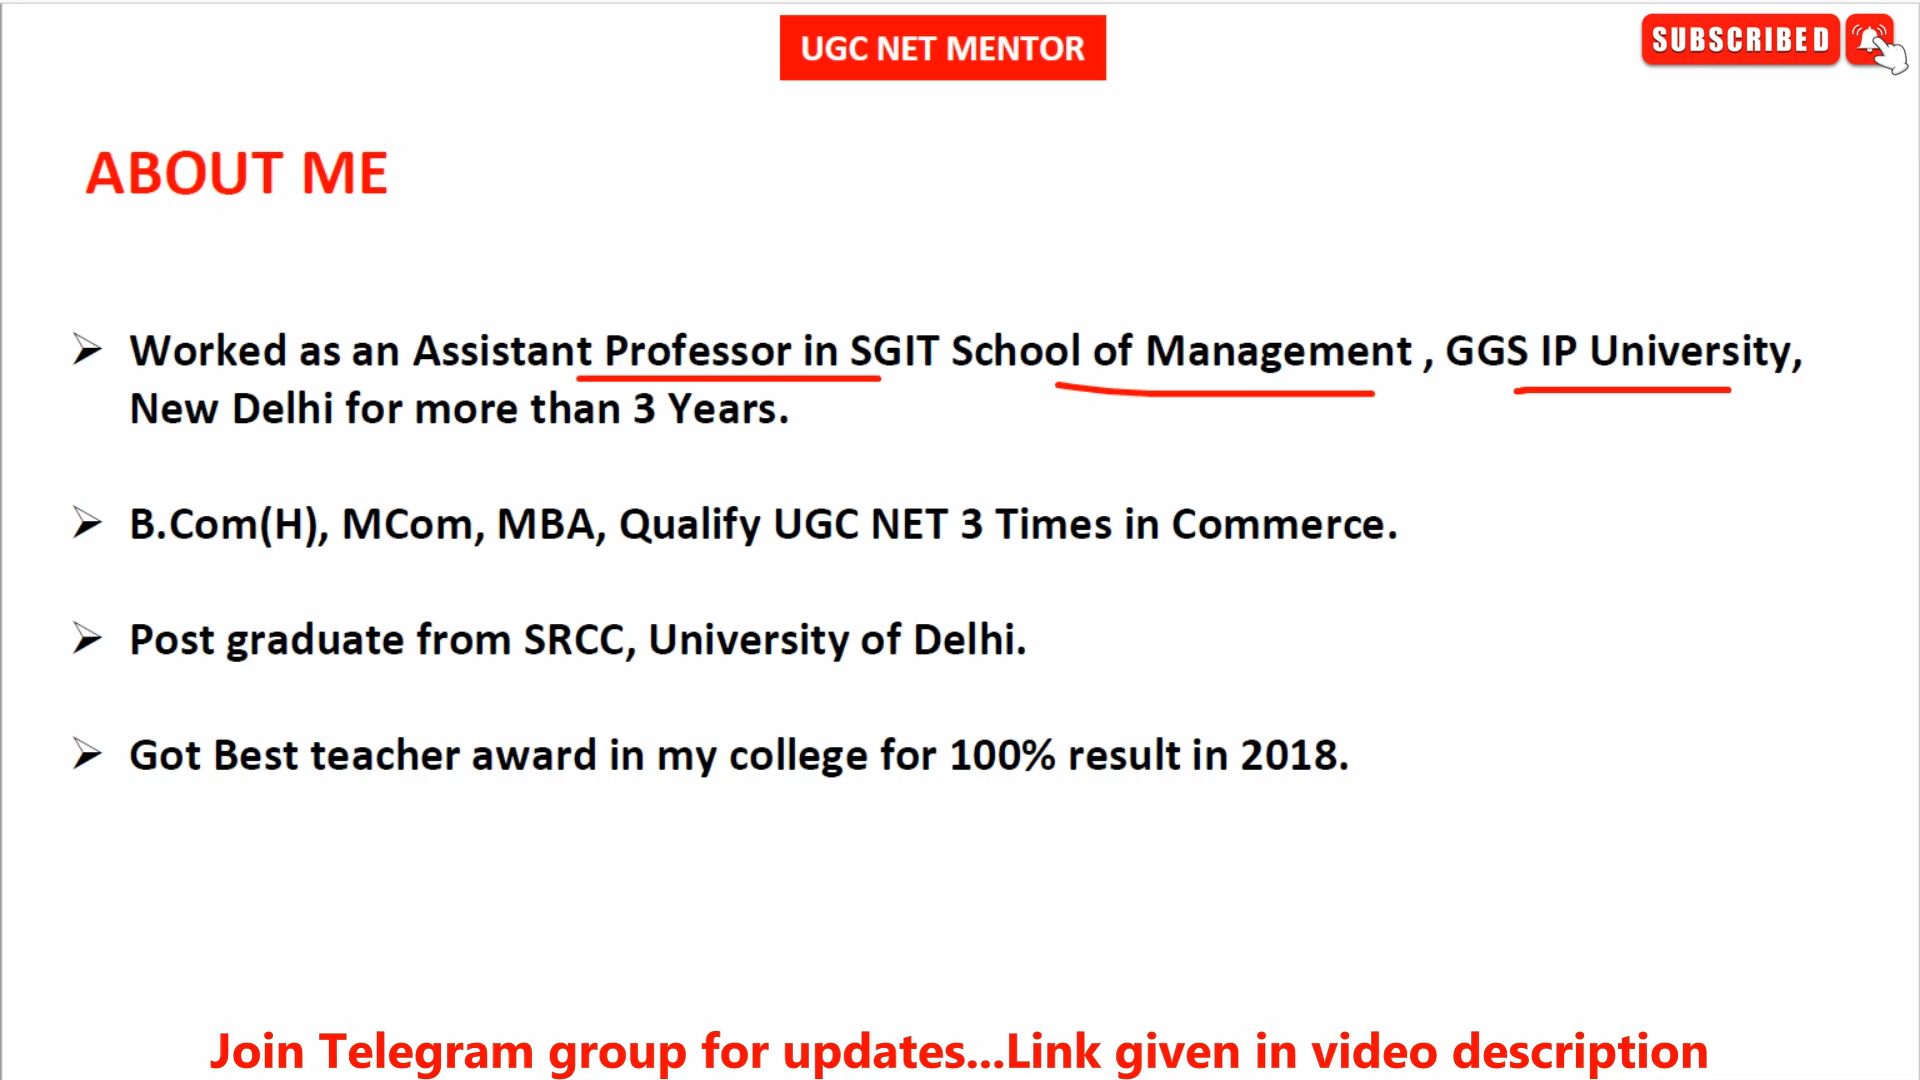 UGC NET MENTOR
SUBSCRIBED
ABOUT ME
Worked as an Assistant Professor in SGIT School of Management , GGS IP University,
New Delhi for more than 3 Years.
B.Com(H), MCom, MBA, Qualify UGC NET 3 Times in Commerce.
Post graduate from SRCC, University of Delhi.
Got Best teacher award in my college for 100% result in 2018.
Join Telegram group for updates...Link given in video description